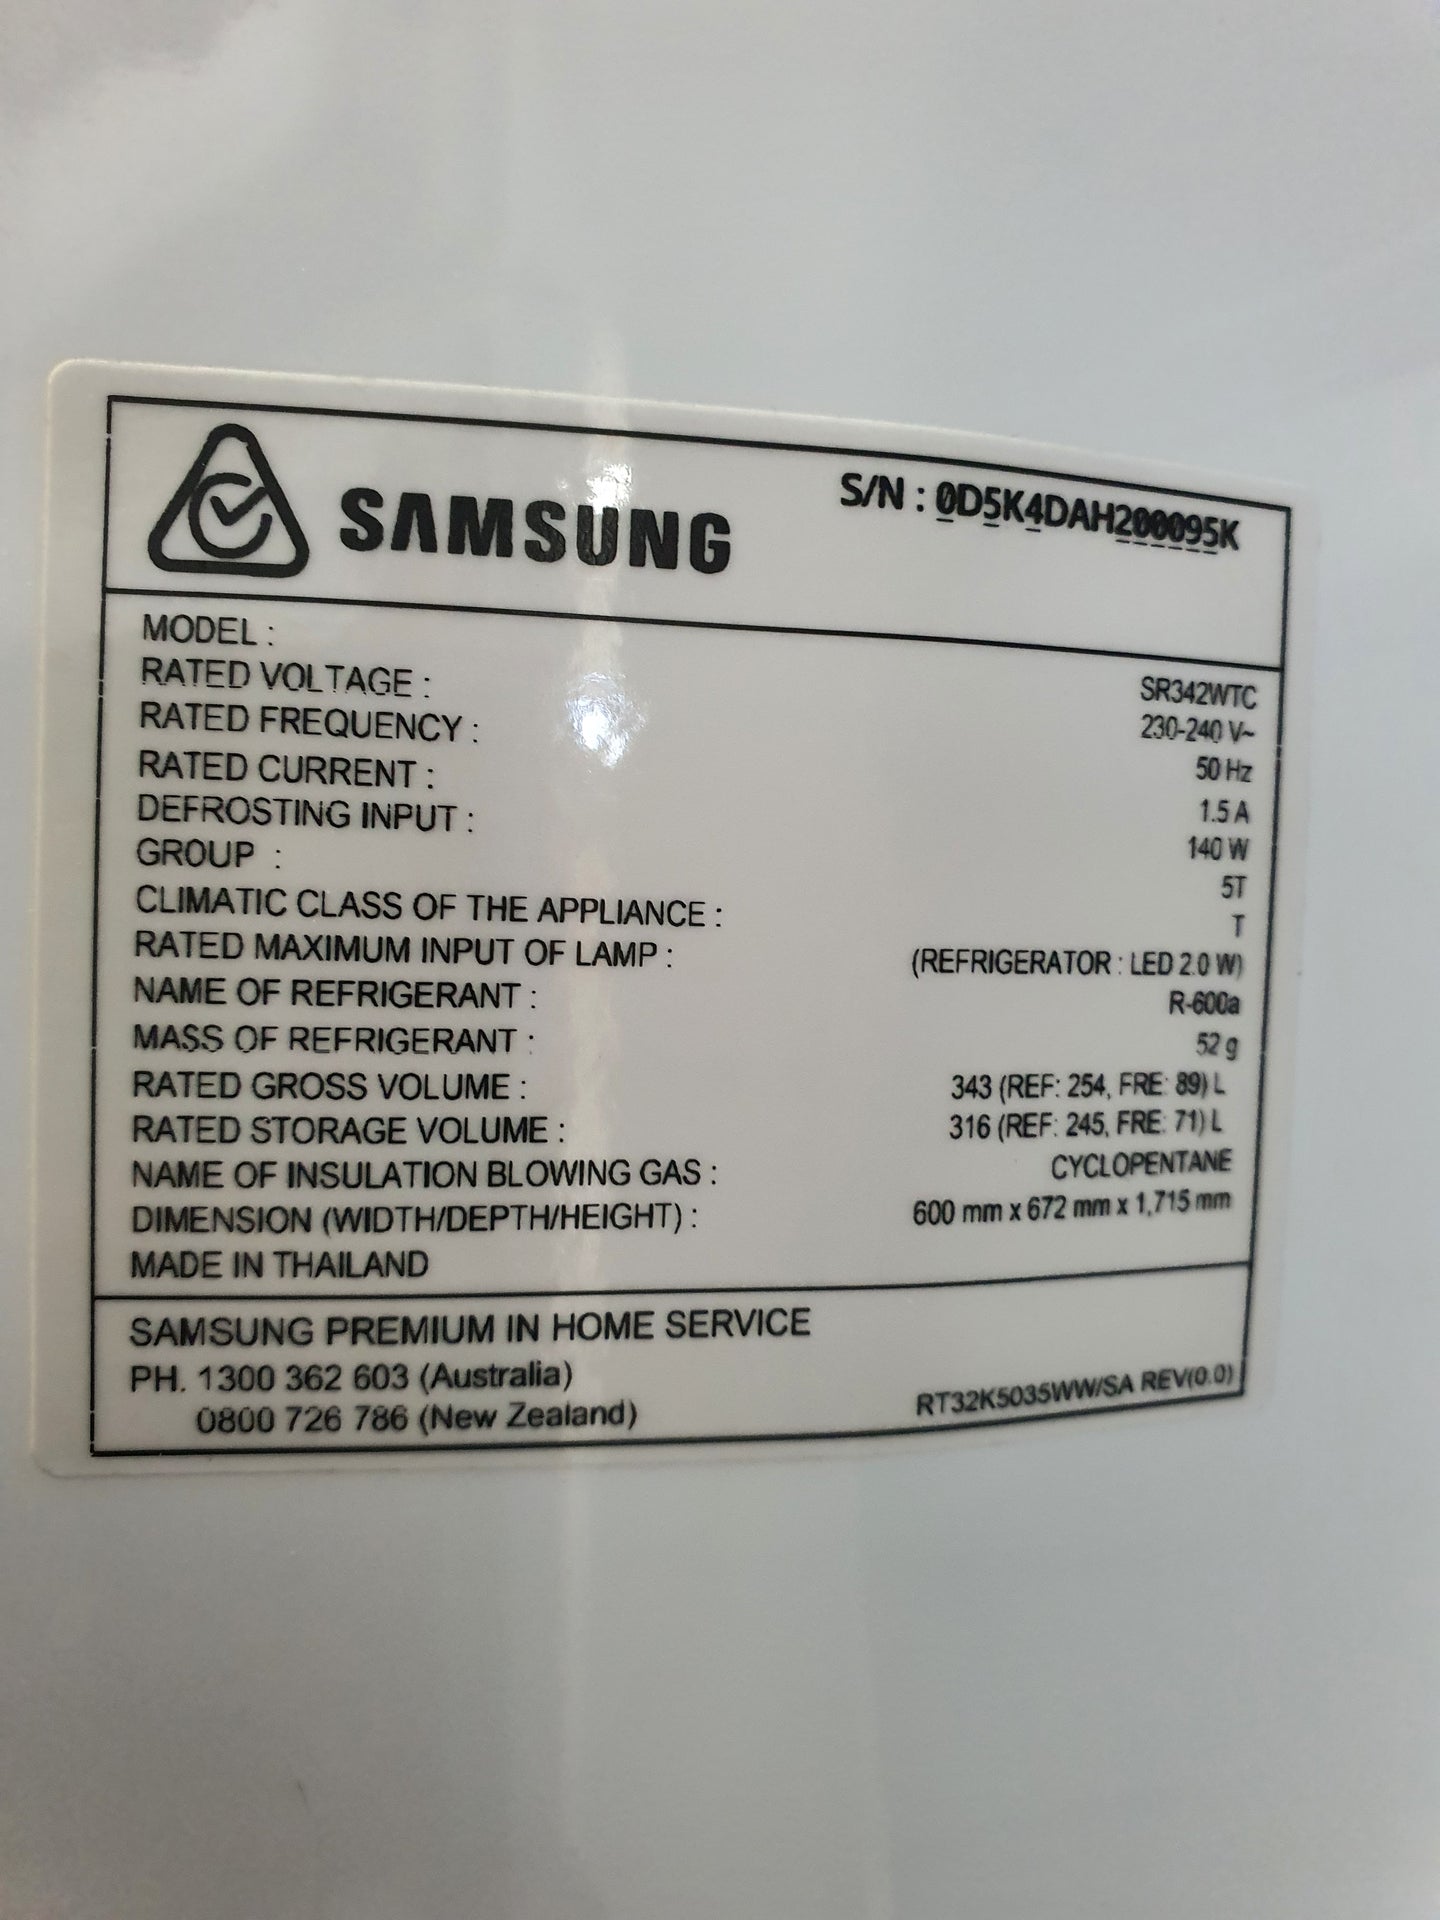 SAMSUNG
S/N : 0D5K4DAH200095K
MODEL : SR342WTC
RATED VOLTAGE : 230-240 V~
RATED FREQUENCY : 50 Hz
RATED CURRENT : 1.5 A
DEFROSTING INPUT : 140 W
GROUP : 5T
CLIMATIC CLASS OF THE APPLIANCE : T
RATED MAXIMUM INPUT OF LAMP : (REFRIGERATOR : LED 2.0 W)
NAME OF REFRIGERANT : R-600a
MASS OF REFRIGERANT : 52 g
RATED GROSS VOLUME : 343 (REF: 254, FRE: 89) L
RATED STORAGE VOLUME : 316 (REF: 245, FRE: 71) L
NAME OF INSULATION BLOWING GAS : CYCLOPENTANE
DIMENSION (WIDTH/DEPTH/HEIGHT) : 600 mm x 672 mm x 1,715 mm
MADE IN THAILAND
SAMSUNG PREMIUM IN HOME SERVICE
PH. 1300 362 603 (Australia)
0800 726 786 (New Zealand)
RT32K5035WW/SA REV(0.0)